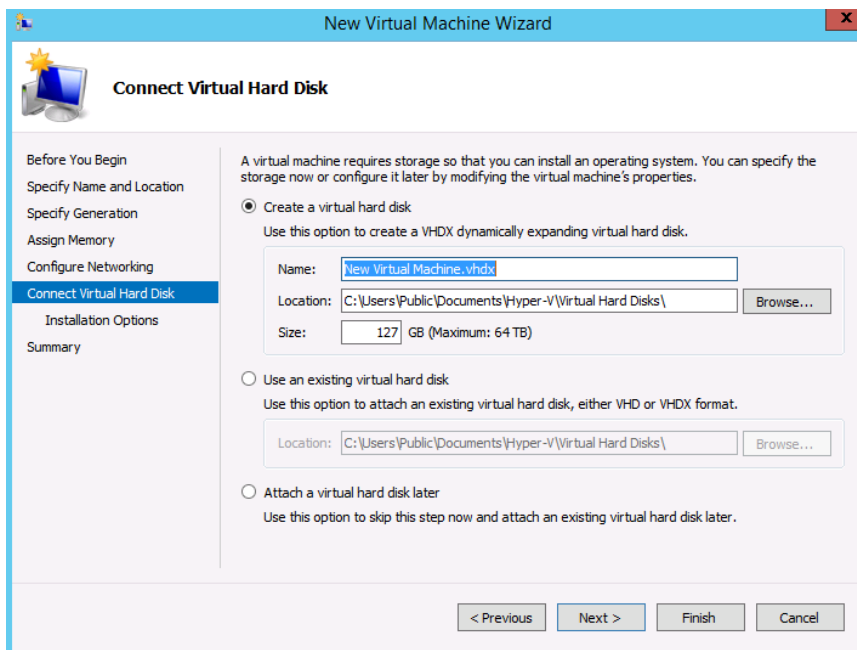 New Virtual Machine Wizard
x
Connect Virtual Hard Disk
Before You Begin
Specify Name and Location
Specify Generation
Assign Memory
Configure Networking
Connect Virtual Hard Disk
Installation Options
Summary
A virtual machine requires storage so that you can install an operating system. You can specify the
storage now or configure it later by modifying the virtual machine's properties.
Create a virtual hard disk
Use this option to create a VHDX dynamically expanding virtual hard disk.
Name: New Virtual Machine.vhdx
Location: C:\Users\Public\Documents\Hyper-V\Virtual Hard Disks\ Browse...
Size: 127 GB (Maximum: 64 TB)
Use an existing virtual hard disk
Use this option to attach an existing virtual hard disk, either VHD or VHDX format.
Location: C:\Users\Public\Documents\Hyper-V\Virtual Hard Disks\ Browse...
Attach a virtual hard disk later
Use this option to skip this step now and attach an existing virtual hard disk later.
< Previous Next > Finish Cancel